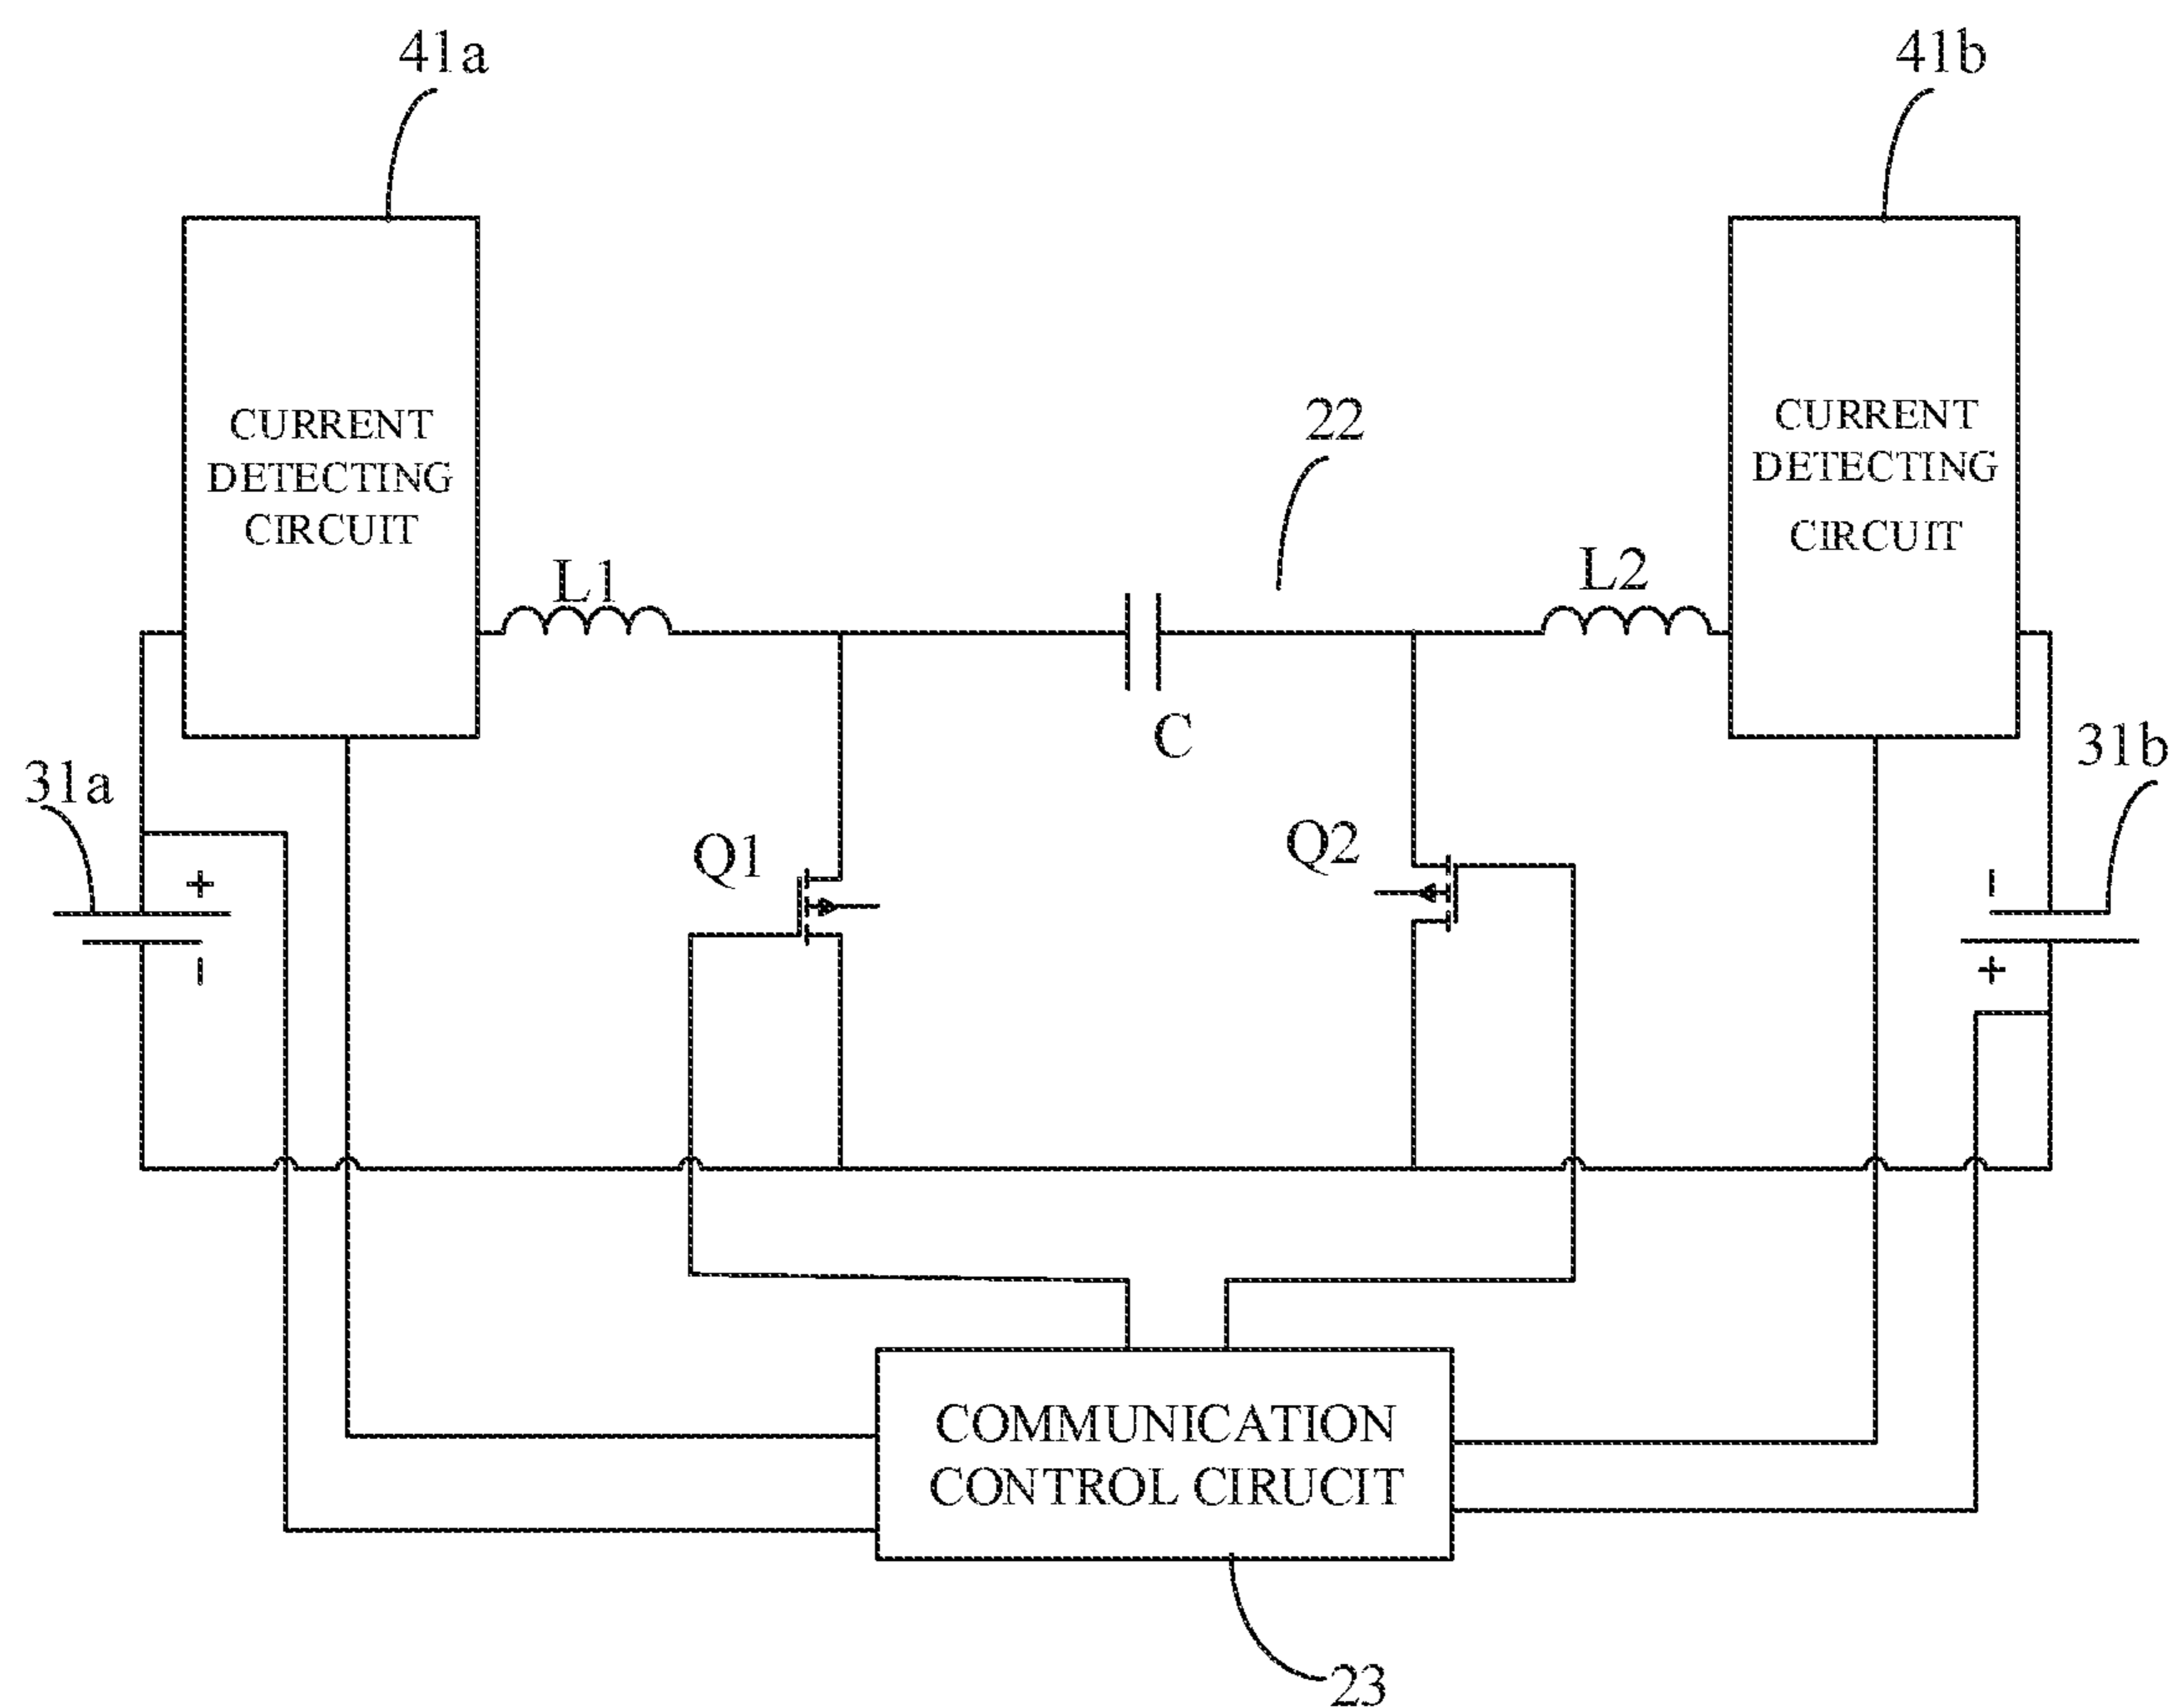 41a
41b
CURRENT
DETECTING
CIRCUIT
CURRENT
DETECTING
CIRCUIT
22
L1
L2
C
31a
31b
Q1
Q2
+
-
-
+
COMMUNICATION
CONTROL CIRUCIT
23